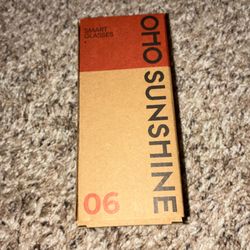 SMART
GLASSES
OHO SUNSHINE
06